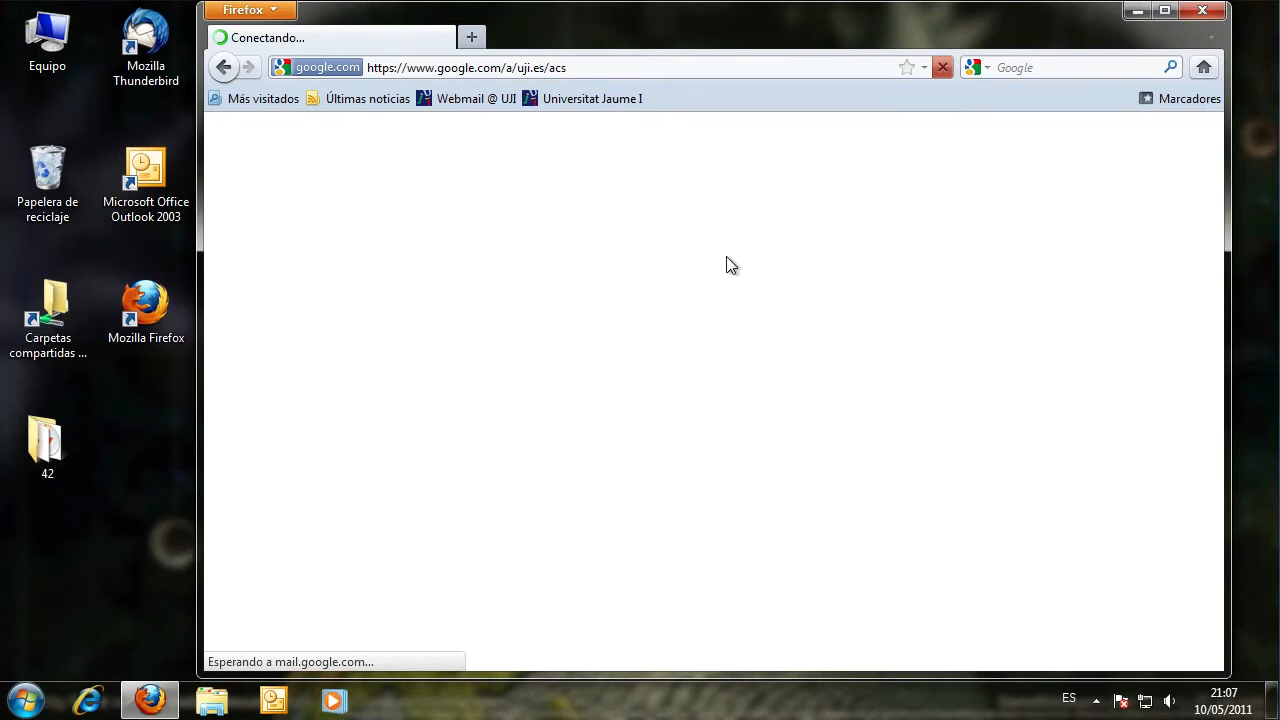 Firefox
Conectando...
google.com https://www.google.com/a/uji.es/acs
Google
Más visitados Últimas noticias Webmail @ UJI Universitat Jaume I Marcadores
Equipo
Mozilla Thunderbird
Papelera de reciclaje
Microsoft Office Outlook 2003
Carpetas compartidas ...
Mozilla Firefox
42
Esperando a mail.google.com...
ES
21:07
10/05/2011